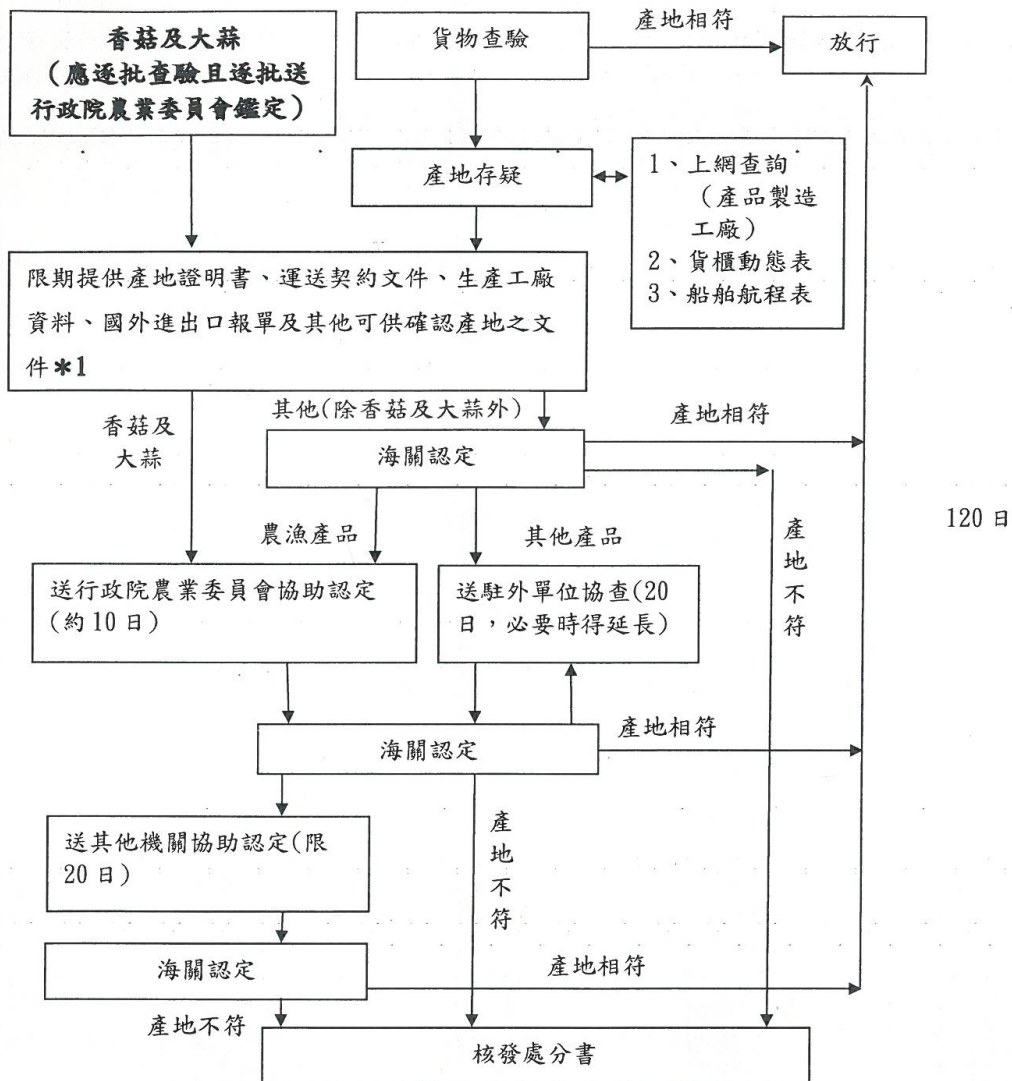 香菇及大蒜
(應逐批查驗且逐批送
行政院農業委員會鑑定)
貨物查驗
產地相符
放行
產地存疑
1、上網查詢
(產品製造
工廠)
2、貨櫃動態表
3、船舶航程表
限期提供產地證明書、運送契約文件、生產工廠
資料、國外進出口報單及其他可供確認產地之文
件*1
香菇及
大蒜
其他(除香菇及大蒜外)
產地相符
海關認定
產地不符
120 日
農漁產品
其他產品
送行政院農業委員會協助認定
(約 10 日)
送駐外單位協查(20
日,必要時得延長)
海關認定
產地相符
產地不符
送其他機關協助認定(限
20 日)
海關認定
產地相符
產地不符
核發處分書